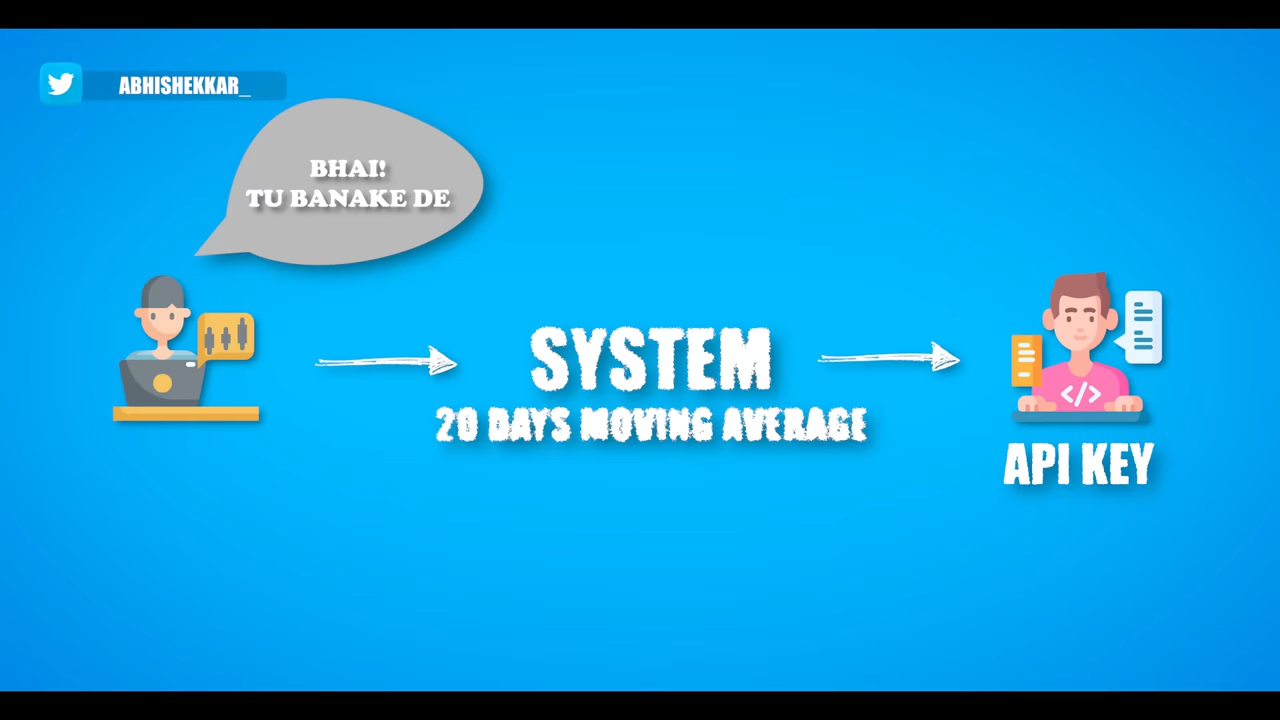 ABHISHEKKAR_
BHAI!
TU BANAKE DE
SYSTEM
20 DAYS MOVING AVERAGE
</>
API KEY